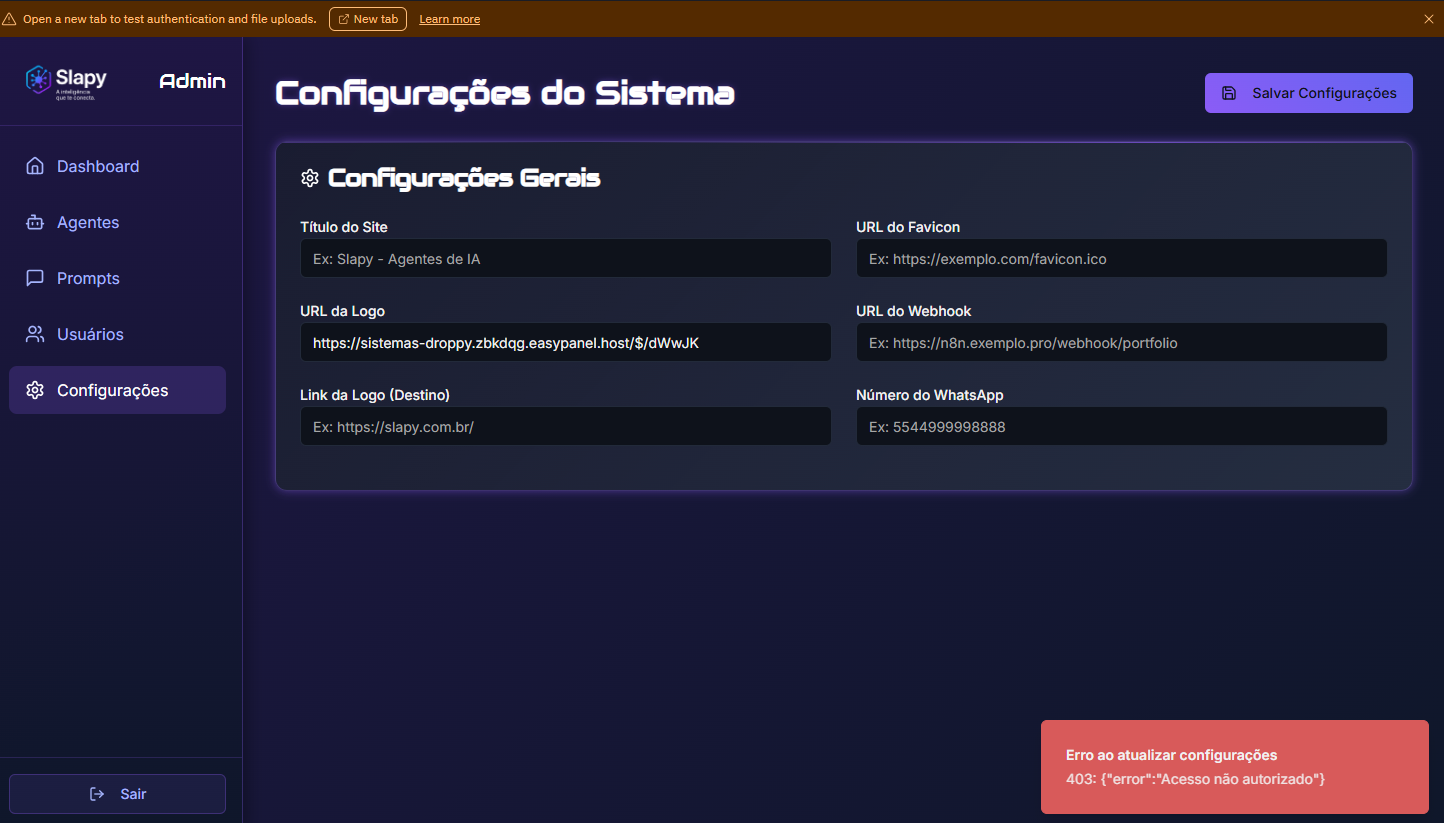 Open a new tab to test authentication and file uploads. New tab Learn more
Slapy
A inteligência
que te conecta.
Admin
Configurações do Sistema
Salvar Configurações
Dashboard
Agentes
Prompts
Usuários
Configurações
Configurações Gerais
Título do Site
Ex: Slapy - Agentes de IA
URL do Favicon
Ex: https://exemplo.com/favicon.ico
URL da Logo
https://sistemas-droppy.zbkdqg.easypanel.host/$/dWwJK
URL do Webhook
Ex: https://n8n.exemplo.pro/webhook/portfolio
Link da Logo (Destino)
Ex: https://slapy.com.br/
Número do WhatsApp
Ex: 5544999998888
Sair
Erro ao atualizar configurações
403: {"error":"Acesso não autorizado"}